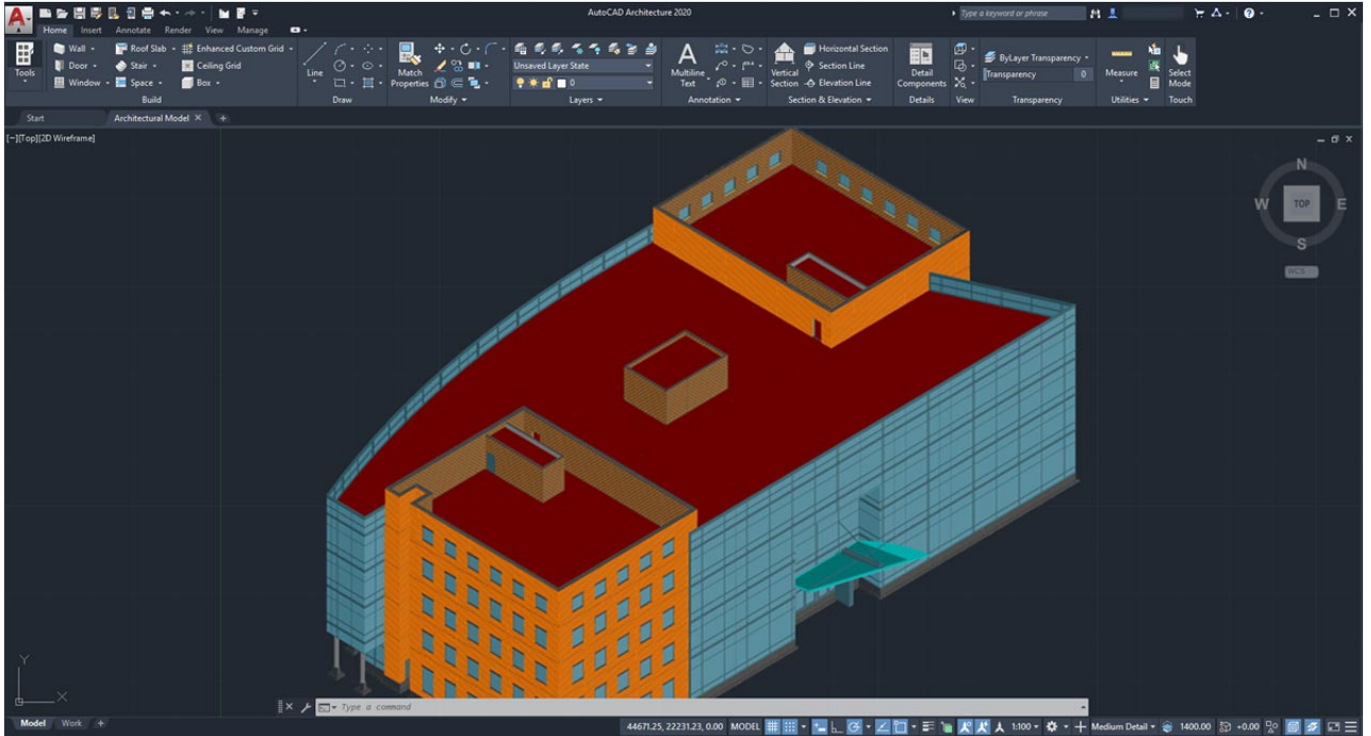 AutoCAD Architecture 2020
Type a keyword or phrase
Home Insert Annotate Render View Manage
Tools
Wall Roof Slab Enhanced Custom Grid
Door Stair Ceiling Grid
Window Space Box
Build
Line
Draw
Match Properties
Modify
Unsaved Layer State
0
Layers
A
Multiline Text
Annotation
Vertical Section
Horizontal Section
Section Line
Elevation Line
Section & Elevation
Detail Components
Details
View
ByLayer Transparency
Transparency 0
Transparency
Measure
Utilities
Select Mode
Touch
Start Architectural Model
[−][Top][2D Wireframe]
N
W TOP E
S
WCS
Y
X
Type a command
Model Work +
44671.25, 22231.23, 0.00 MODEL 1:100 Medium Detail 1400.00 +0.00